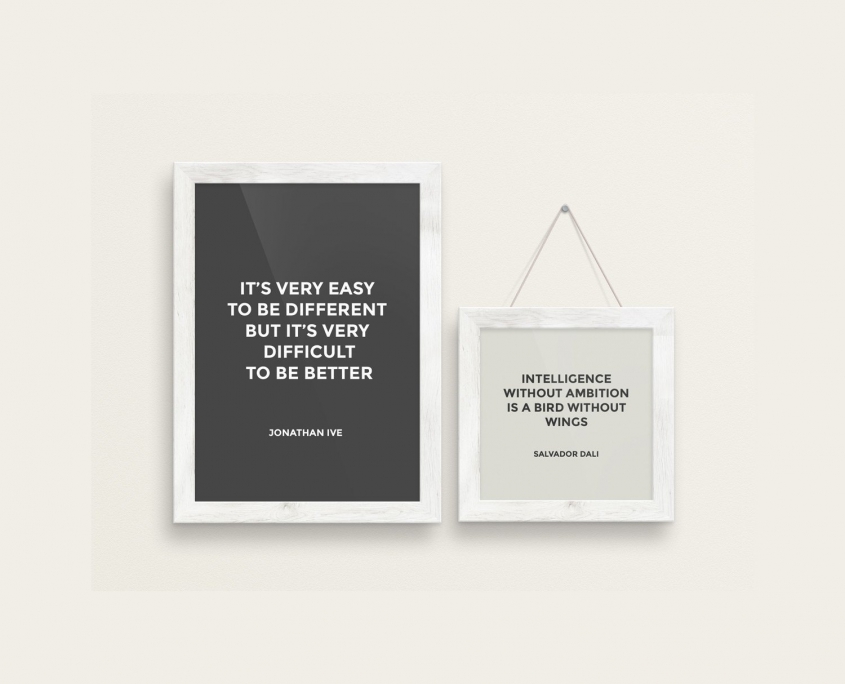 IT’S VERY EASY
TO BE DIFFERENT
BUT IT’S VERY
DIFFICULT
TO BE BETTER
JONATHAN IVE
INTELLIGENCE
WITHOUT AMBITION
IS A BIRD WITHOUT
WINGS
SALVADOR DALI